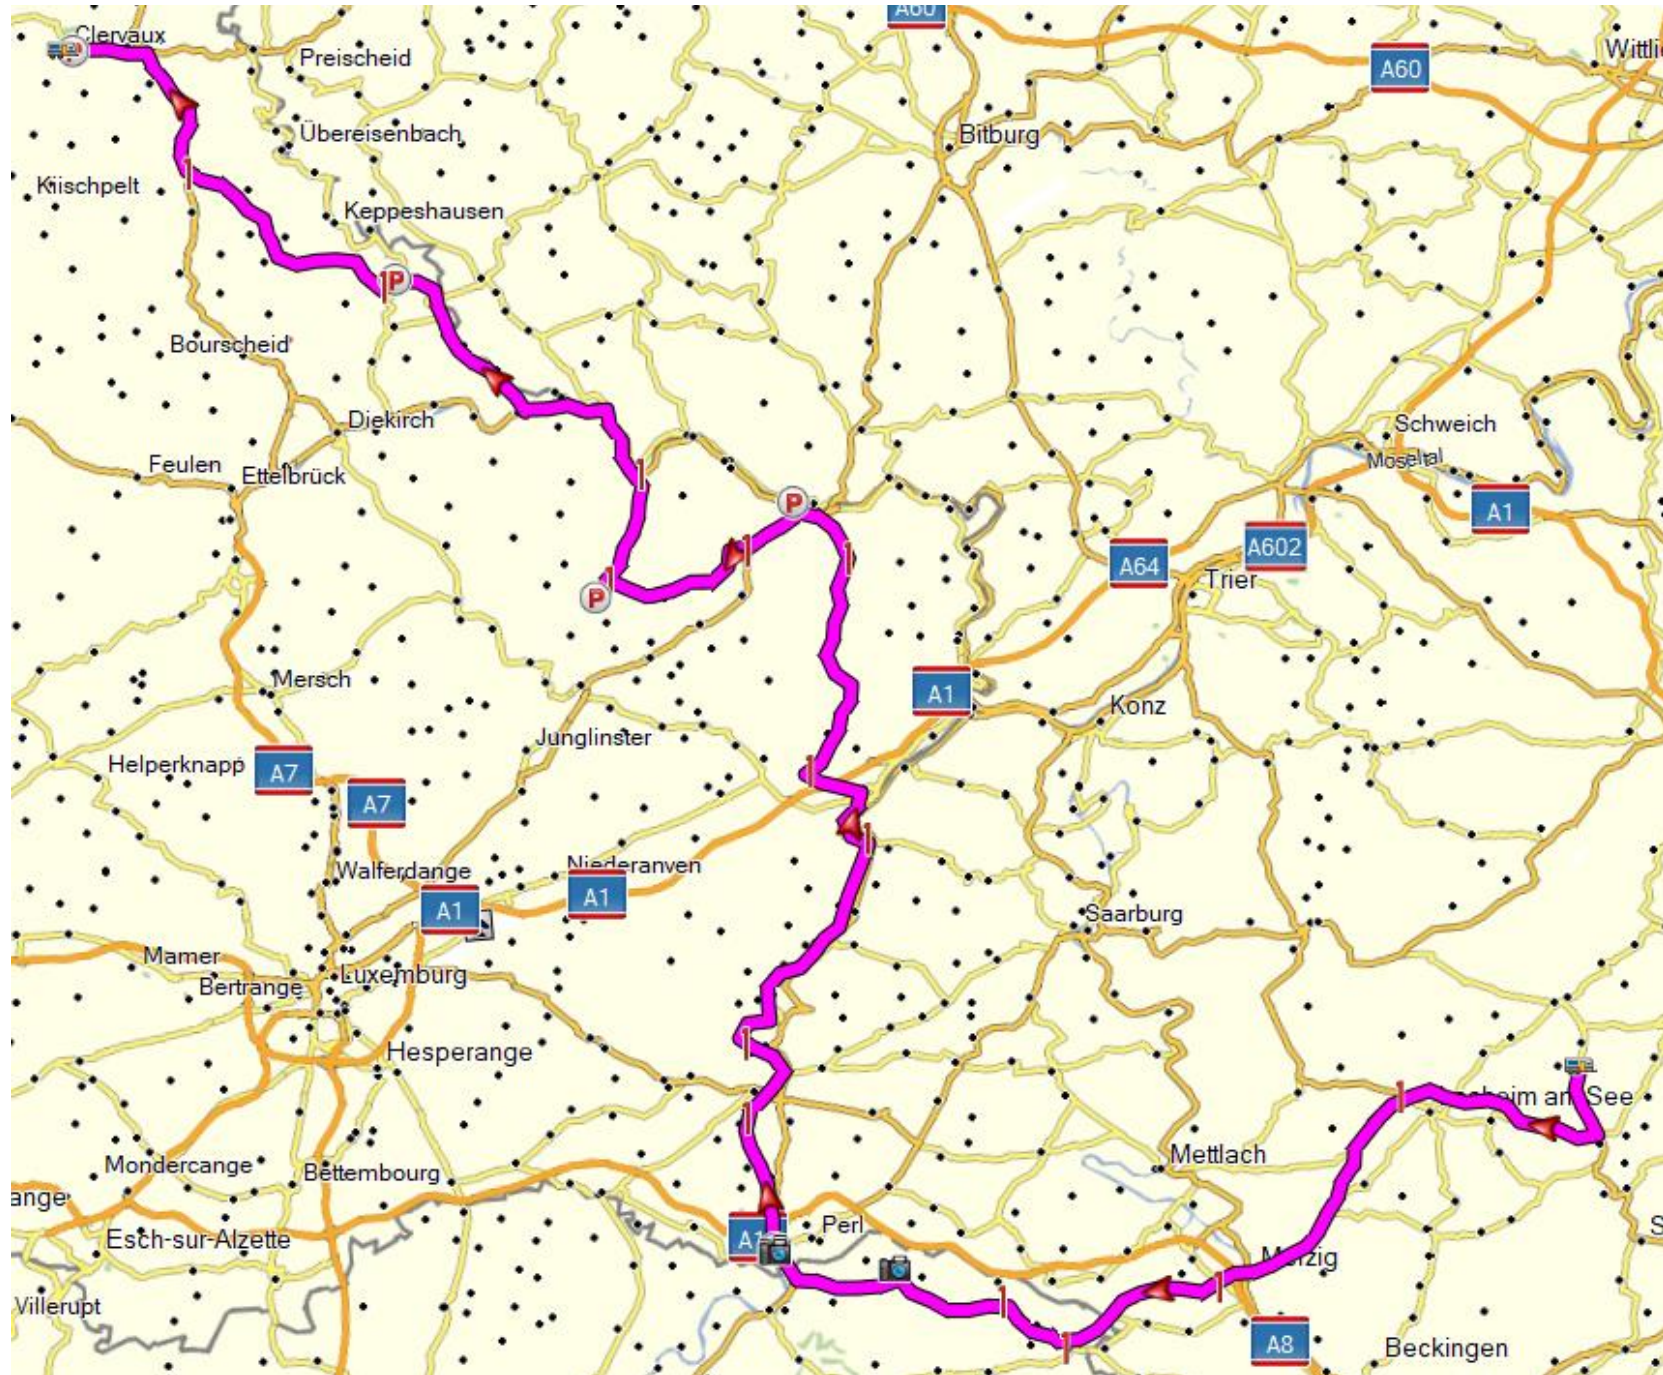 A60
Clervaux
Preischeid
A60
Übereisenbach
Bitburg
Kiischpelt
Keppeshausen
Bourscheid
Diekirch
Schweich
Feulen
Ettelbrück
Moseltal
A1
P
P
P
A602
A64
Trier
Mersch
A1
Konz
Junglinster
Helperknapp
A7
A7
Walferdange
Niederanven
A1
A1
Saarburg
Mamer
Luxemburg
Bertrange
Hesperange
See
Mondercange
Bettembourg
Mettlach
Perl
Esch-sur-Alzette
Merzig
Villerupt
A8
Beckingen